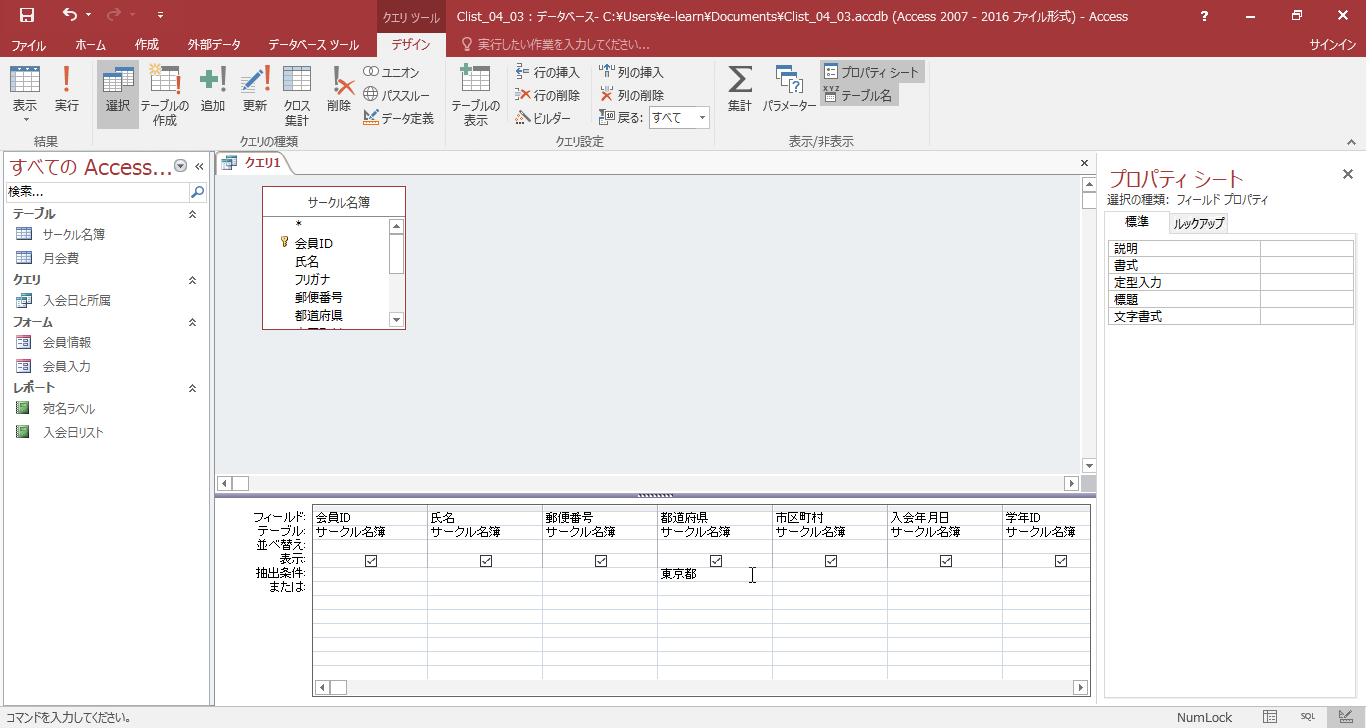 クエリ ツール
Clist_04_03 : データベース- C:¥Users¥e-learn¥Documents¥Clist_04_03.accdb (Access 2007 - 2016 ファイル形式) - Access
?
ファイル ホーム 作成 外部データ データベース ツール デザイン 実行したい作業を入力してください... サインイン
表示
実行
結果
選択
テーブルの
作成
追加
更新
クロス
集計
削除
ユニオン
パススルー
データ定義
クエリの種類
テーブルの
表示
行の挿入
行の削除
ビルダー
列の挿入
列の削除
戻る: すべて
クエリ設定
集計
パラメーター
プロパティ シート
XYZ テーブル名
表示/非表示
すべての Access... «
検索...
テーブル
サークル名簿
月会費
クエリ
入会日と所属
フォーム
会員情報
会員入力
レポート
宛名ラベル
入会日リスト
クエリ1
サークル名簿
*
会員ID
氏名
フリガナ
郵便番号
都道府県
フィールド: 会員ID 氏名 郵便番号 都道府県 市区町村 入会年月日 学年ID
テーブル: サークル名簿 サークル名簿 サークル名簿 サークル名簿 サークル名簿 サークル名簿 サークル名簿
並べ替え:
表示:
抽出条件: 東京都
または:
プロパティ シート
選択の種類: フィールド プロパティ
標準 ルックアップ
説明
書式
定型入力
標題
文字書式
コマンドを入力してください。
NumLock
SQL